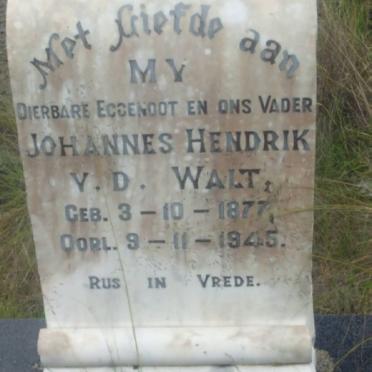 Met Liefde aan
MY
DIERBARE EGGENOOT EN ONS VADER
JOHANNES HENDRIK
V.D. WALT,
GEB. 3-10-1877,
OORL. 9-11-1945.
RUS IN VREDE.